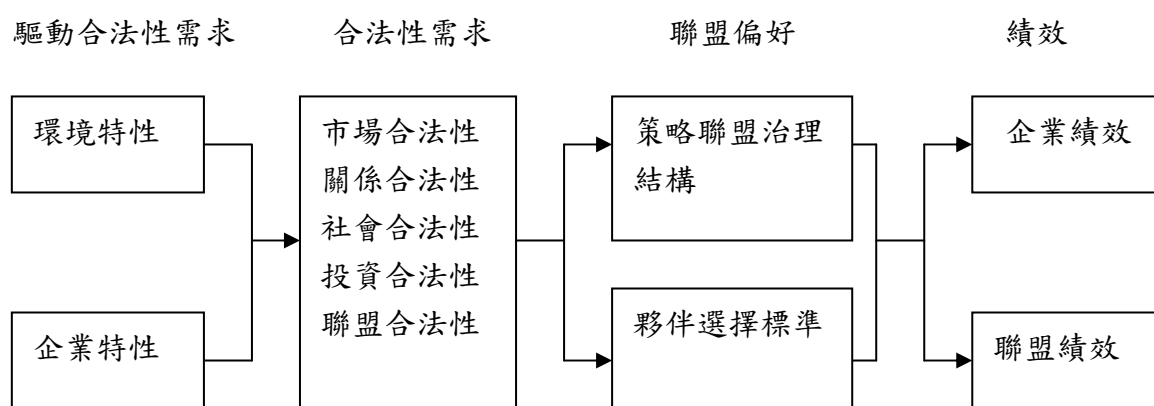 驅動合法性需求
合法性需求
聯盟偏好
績效
環境特性
企業特性
市場合法性
關係合法性
社會合法性
投資合法性
聯盟合法性
策略聯盟治理
結構
夥伴選擇標準
企業績效
聯盟績效